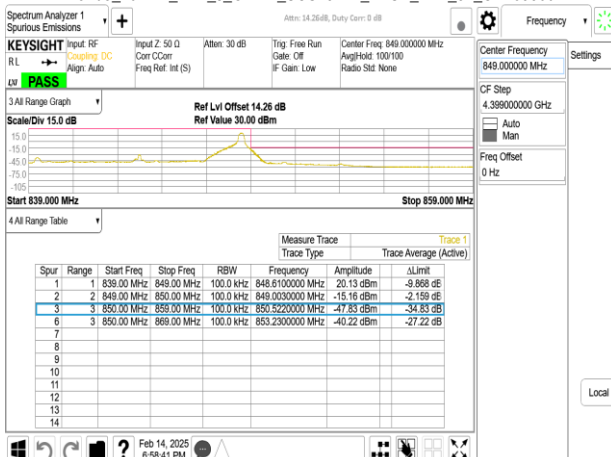 Spectrum Analyzer 1
Spurious Emissions
Attn: 14.26dB, Duty Corr: 0 dB
Frequency
KEYSIGHT
RL
Input: RF
Coupling: DC
Align: Auto
Input Z: 50 Ω
Corr CCorr
Freq Ref: Int (S)
Atten: 30 dB
Trig: Free Run
Gate: Off
IF Gain: Low
Center Freq: 849.000000 MHz
Avg|Hold: 100/100
Radio Std: None
PASS
Center Frequency
849.000000 MHz
Settings
CF Step
4.399000000 GHz
Auto
Man
Freq Offset
0 Hz
3 All Range Graph
Scale/Div 15.0 dB
Ref Lvl Offset 14.26 dB
Ref Value 30.00 dBm
15.0
-15.0
-45.0
-75.0
-105
Start 839.000 MHz
Stop 859.000 MHz
4 All Range Table
Measure Trace Trace 1
Trace Type Trace Average (Active)
Spur Range Start Freq Stop Freq RBW Frequency Amplitude ΔLimit
1 1 839.00 MHz 849.00 MHz 100.0 kHz 848.6100000 MHz 20.13 dBm -9.868 dB
2 2 849.00 MHz 850.00 MHz 100.0 kHz 849.0030000 MHz -15.16 dBm -2.159 dB
3 3 850.00 MHz 859.00 MHz 100.0 kHz 850.5220000 MHz -47.83 dBm -34.83 dB
6 3 850.00 MHz 869.00 MHz 100.0 kHz 853.2300000 MHz -40.22 dBm -27.22 dB
7
8
9
10
11
12
13
14
Local
Feb 14, 2025
6:58:41 PM